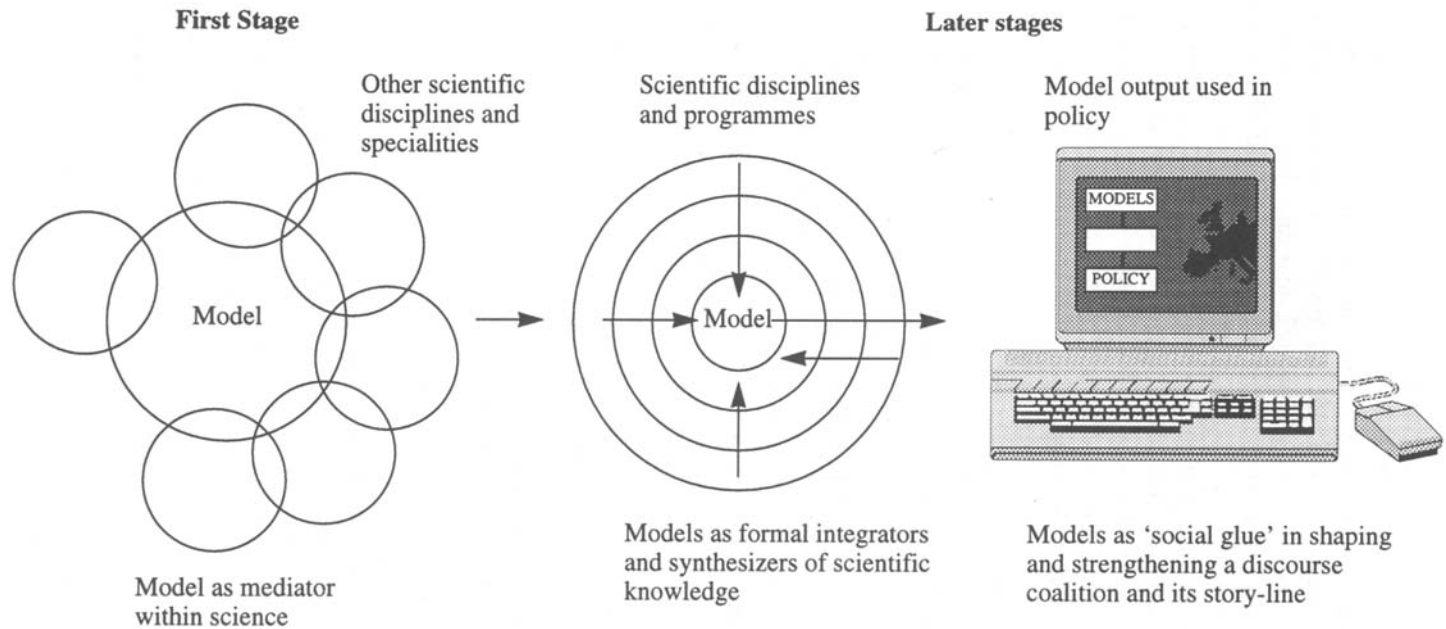 First Stage
Later stages
Other scientific
disciplines and
specialities
Scientific disciplines
and programmes
Model output used in
policy
Model
Model
MODELS
POLICY
Model as mediator
within science
Models as formal integrators
and synthesizers of scientific
knowledge
Models as ‘social glue’ in shaping
and strengthening a discourse
coalition and its story-line